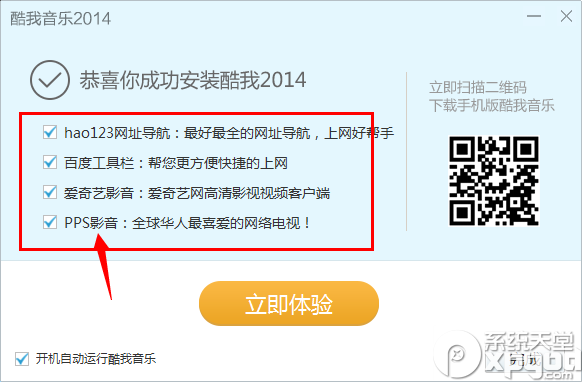 酷我音乐2014
恭喜你成功安装酷我2014
hao123网址导航：最好最全的网址导航，上网好帮手
百度工具栏：帮您更方便快捷的上网
爱奇艺影音：爱奇艺网高清影视视频客户端
PPS影音：全球华人最喜爱的网络电视！
立即扫描二维码
下载手机版酷我音乐
立即体验
开机自动运行酷我音乐
系统天堂